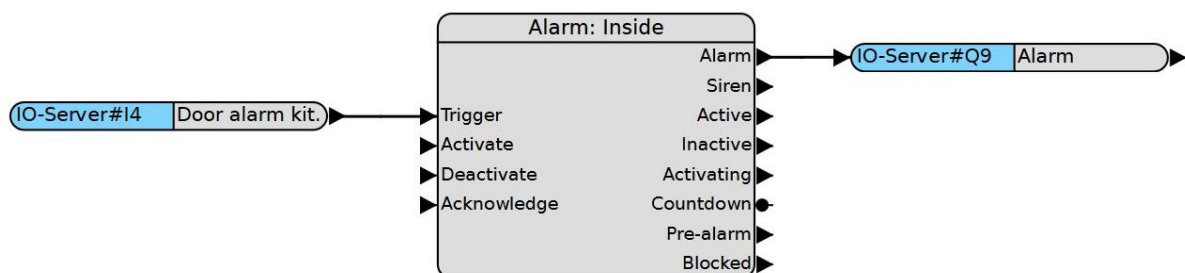 Alarm: Inside
Alarm
IO-Server#Q9 Alarm
Siren
IO-Server#I4 Door alarm kit.
Trigger
Active
Activate
Inactive
Deactivate
Activating
Acknowledge
Countdown
Pre-alarm
Blocked